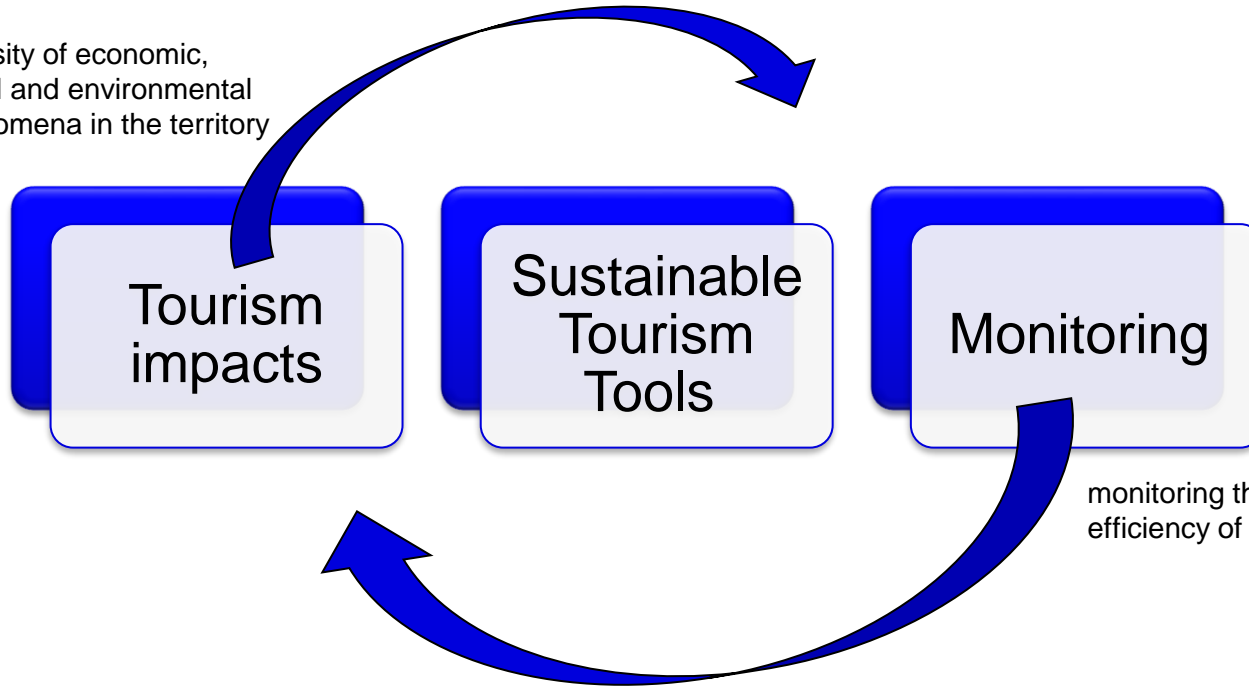 sity of economic,
l and environmental
omena in the territory
Tourism
impacts
Sustainable
Tourism
Tools
Monitoring
monitoring th
efficiency of